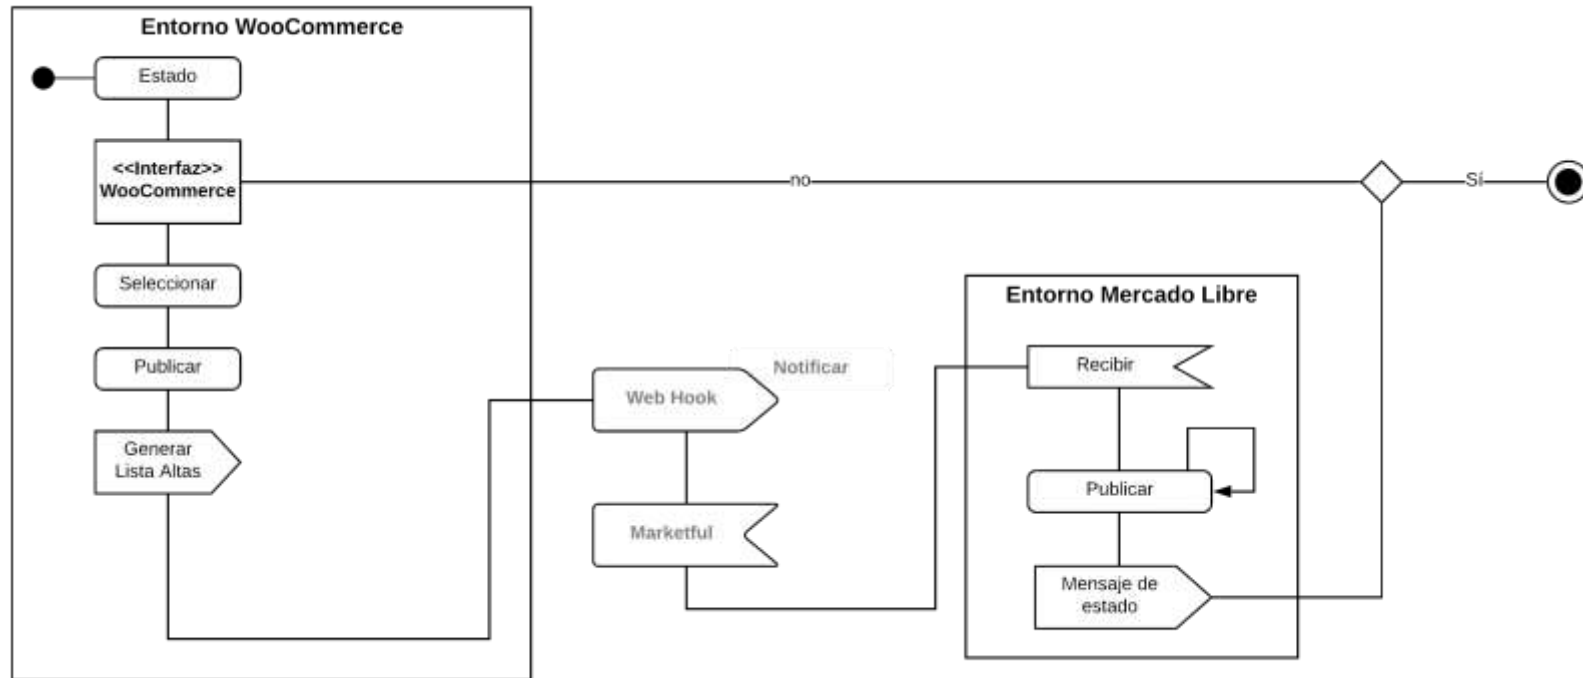 Entorno WooCommerce
Estado
<<Interfaz>>
WooCommerce
no
Sí
Seleccionar
Entorno Mercado Libre
Publicar
Notificar
Recibir
Web Hook
Generar
Lista Altas
Publicar
Marketful
Mensaje de
estado